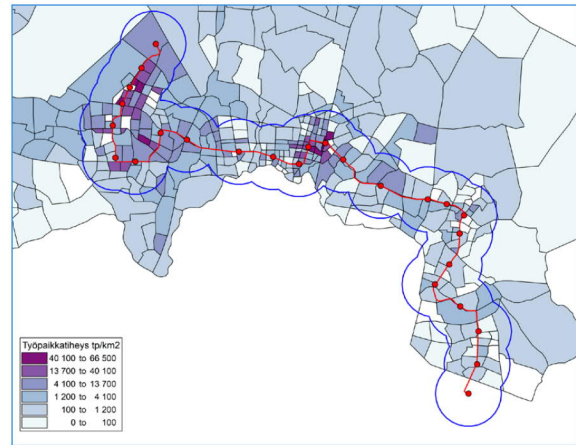 Työpaikkatiheys tp/km2
40 100 to 66 500
13 700 to 40 100
4 100 to 13 700
1 200 to 4 100
100 to 1 200
0 to 100